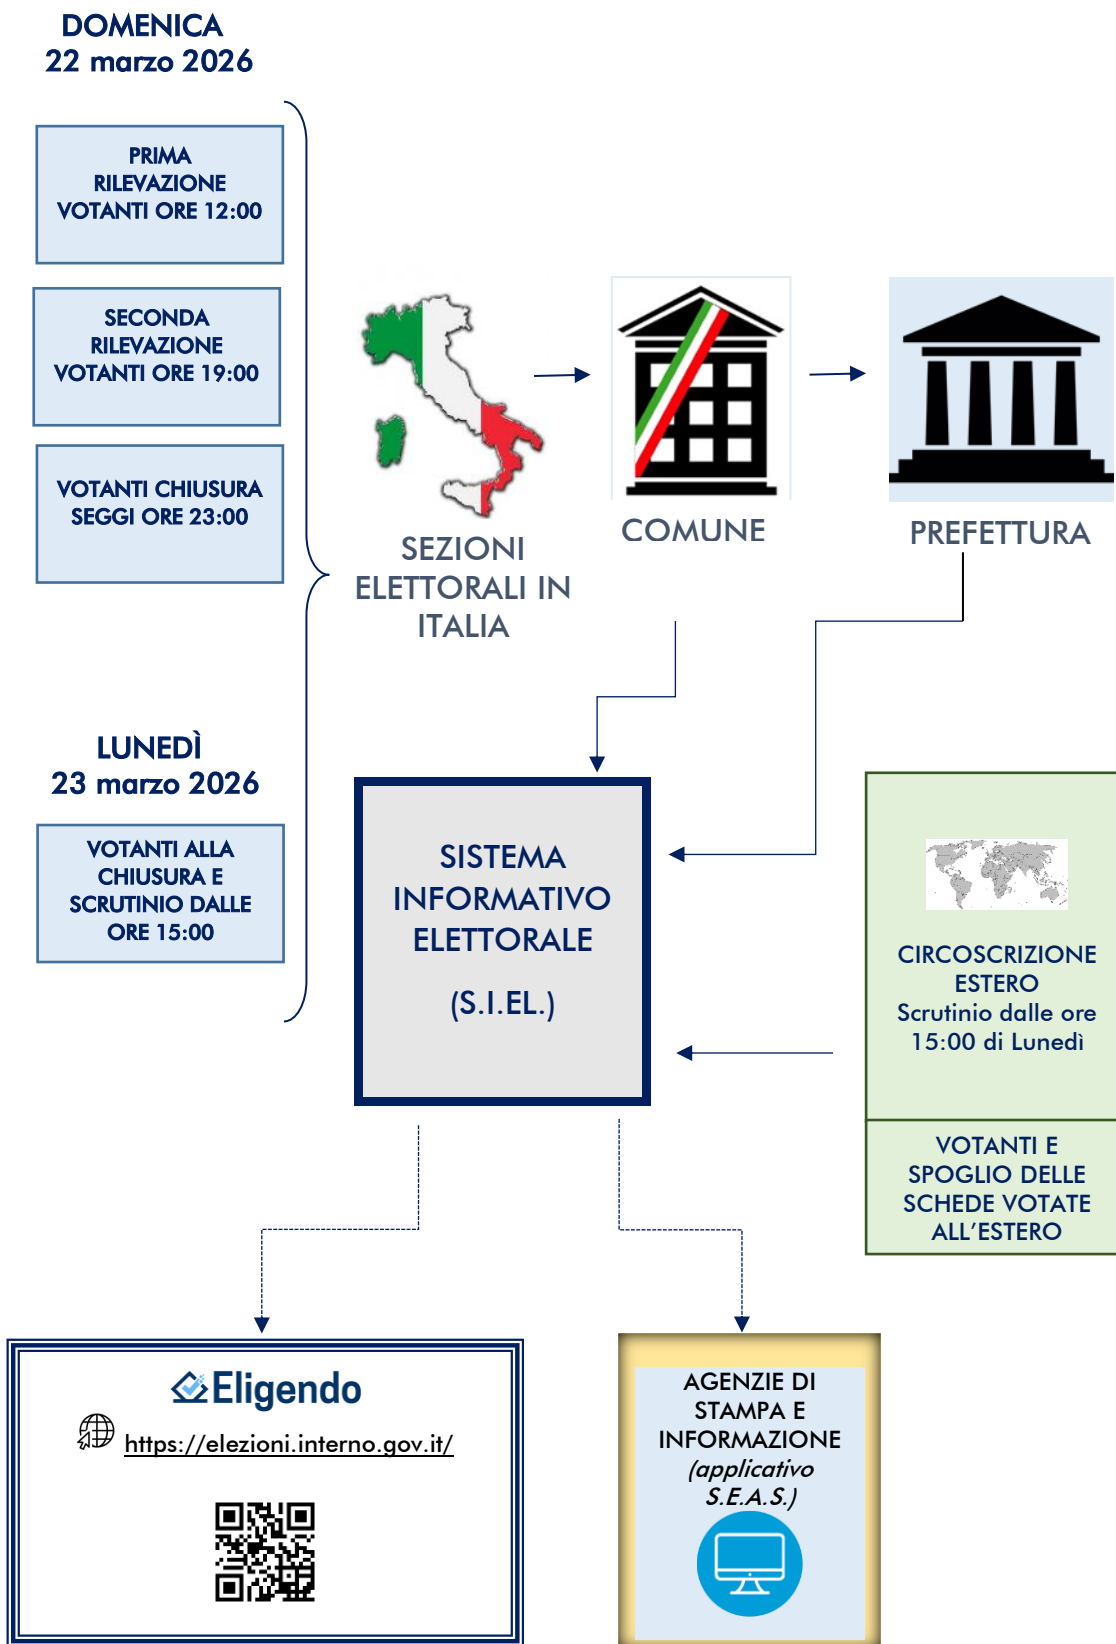 DOMENICA
22 marzo 2026
PRIMA
RILEVAZIONE
VOTANTI ORE 12:00
SECONDA
RILEVAZIONE
VOTANTI ORE 19:00
VOTANTI CHIUSURA
SEGGI ORE 23:00
SEZIONI
ELETTORALI IN
ITALIA
COMUNE
PREFETTURA
LUNEDÌ
23 marzo 2026
VOTANTI ALLA
CHIUSURA E
SCRUTINIO DALLE
ORE 15:00
SISTEMA
INFORMATIVO
ELETTORALE
(S.I.EL.)
CIRCOSCRIZIONE
ESTERO
Scrutinio dalle ore
15:00 di Lunedì
VOTANTI E
SPOGLIO DELLE
SCHEDE VOTATE
ALL’ESTERO
Eligendo
https://elezioni.interno.gov.it/
AGENZIE DI
STAMPA E
INFORMAZIONE
(applicativo
S.E.A.S.)